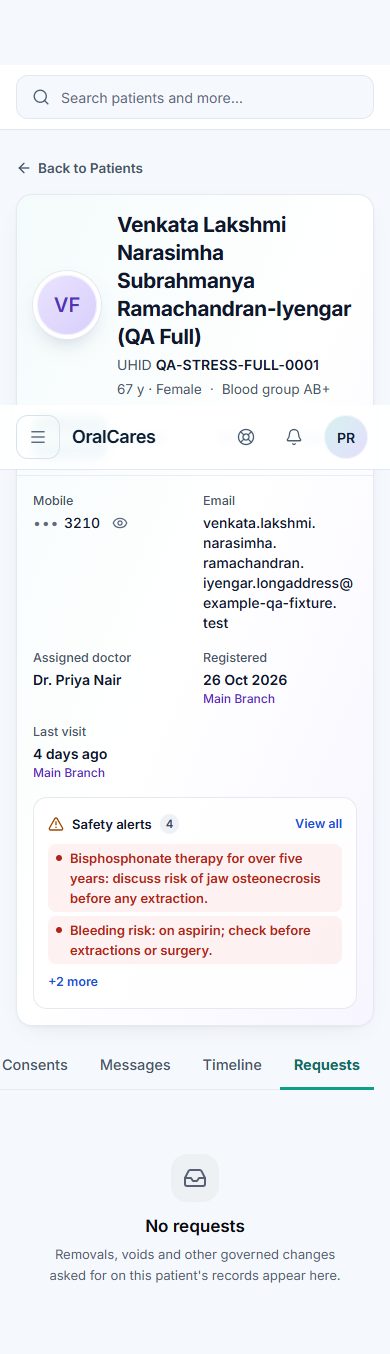 Search patients and more...
Back to Patients
VF
Venkata Lakshmi
Narasimha
Subrahmanya
Ramachandran-Iyengar
(QA Full)
UHID QA-STRESS-FULL-0001
67 y · Female · Blood group AB+
OralCares
PR
Mobile
••• 3210
Email
venkata.lakshmi.
narasimha.
ramachandran.
iyengar.longaddress@
example-qa-fixture.
test
Assigned doctor
Dr. Priya Nair
Registered
26 Oct 2026
Main Branch
Last visit
4 days ago
Main Branch
Safety alerts 4
View all
Bisphosphonate therapy for over five
years: discuss risk of jaw osteonecrosis
before any extraction.
Bleeding risk: on aspirin; check before
extractions or surgery.
+2 more
Consents Messages Timeline Requests
No requests
Removals, voids and other governed changes
asked for on this patient's records appear here.